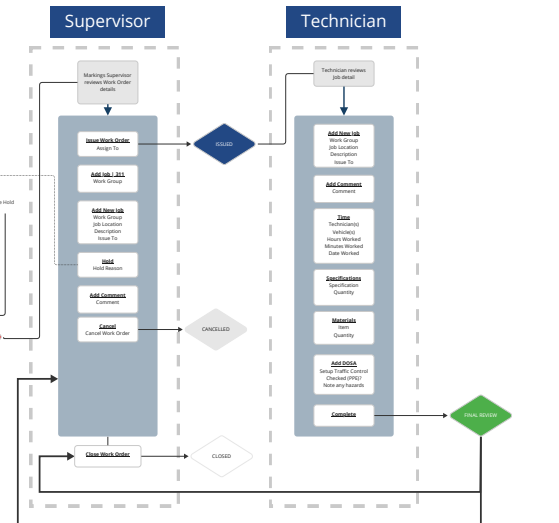 Supervisor
Technician
Markings Supervisor
reviews Work Order
details
Issue Work Order
Assign To
Add Job | 311
Work Group
Add New Job
Work Group
Job Location
Description
Issue To
Hold
Hold Reason
Add Comment
Comment
Cancel
Cancel Work Order
Close Work Order
Hold
ISSUED
CANCELLED
CLOSED
Technician reviews
job detail
Add New Job
Work Group
Job Location
Description
Issue To
Add Comment
Comment
Time
Technician(s)
Vehicle(s)
Hours Worked
Minutes Worked
Date Worked
Specifications
Specification
Quantity
Materials
Item
Quantity
Add DOSA
Setup Traffic Control
Checked (PPE)?
Note any hazards
Complete
FINAL REVIEW